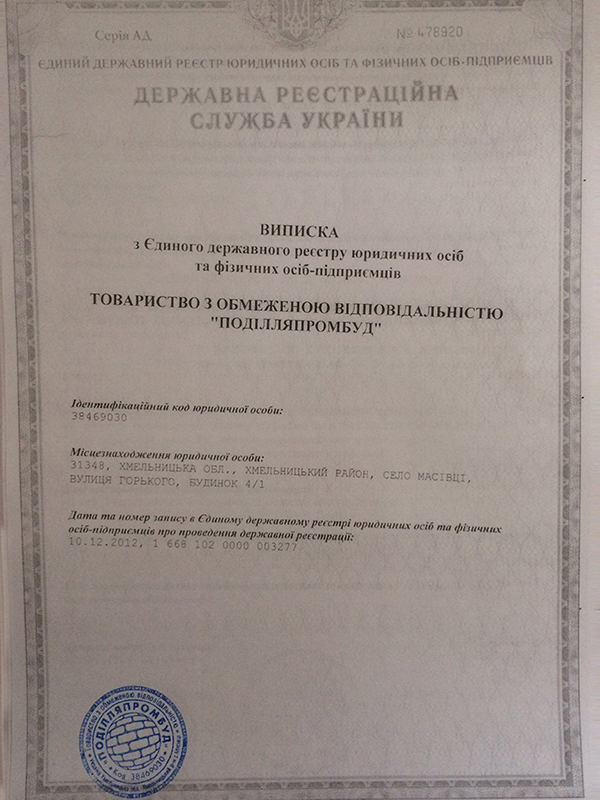 Серія АД № 478920
ЄДИНИЙ ДЕРЖАВНИЙ РЕЄСТР ЮРИДИЧНИХ ОСІБ ТА ФІЗИЧНИХ ОСІБ-ПІДПРИЄМЦІВ
ДЕРЖАВНА РЕЄСТРАЦІЙНА
СЛУЖБА УКРАЇНИ
ВИПИСКА
з Єдиного державного реєстру юридичних осіб
та фізичних осіб-підприємців
ТОВАРИСТВО З ОБМЕЖЕНОЮ ВІДПОВІДАЛЬНІСТЮ
"ПОДІЛЛЯПРОМБУД"
Ідентифікаційний код юридичної особи:
38469030
Місцезнаходження юридичної особи:
31348, ХМЕЛЬНИЦЬКА ОБЛ., ХМЕЛЬНИЦЬКИЙ РАЙОН, СЕЛО МАСІВЦІ,
ВУЛИЦЯ ГОРЬКОГО, БУДИНОК 4/1
Дата та номер запису в Єдиному державному реєстрі юридичних осіб та фізичних
осіб-підприємців про проведення державної реєстрації:
10.12.2012, 1 668 102 0000 003277
ТОВАРИСТВО З ОБМЕЖЕНОЮ ВІДПОВІДАЛЬНІСТЮ
"ПОДІЛЛЯПРОМБУД"
Код 38469030